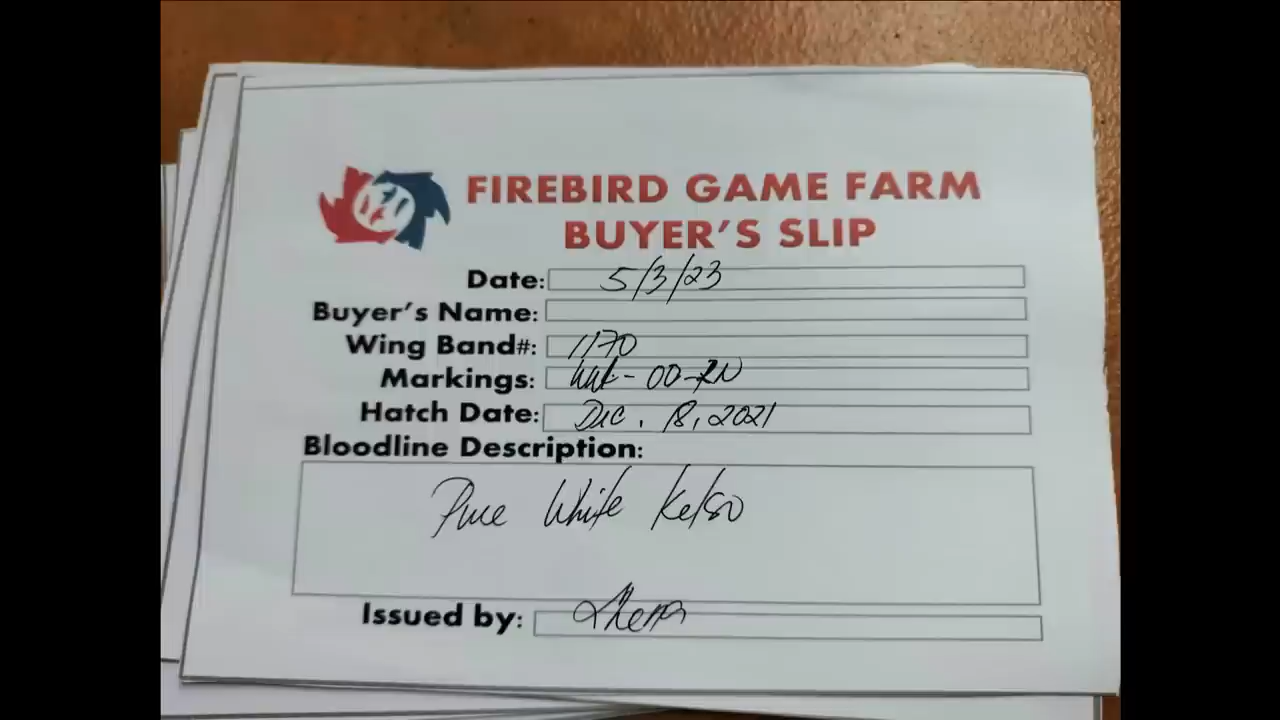 FIREBIRD GAME FARM
BUYER'S SLIP
Date: 5/3/23
Buyer's Name:
Wing Band#: 1170
Markings:
Hatch Date: Dec. 18, 2021
Bloodline Description:
Pure White Kelso
Issued by: